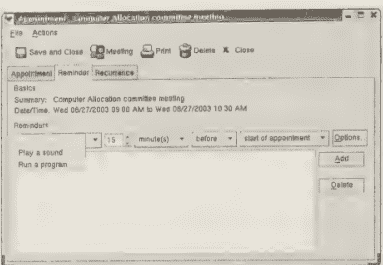 Appointment - Computer Allocation committee meeting
File Actions
Save and Close Meeting Print Delete X Close
Appointment Reminder Recurrence
Basics
Summary: Computer Allocation committee meeting
Date/Time: Wed 08/27/2003 09:00 AM to Wed 08/27/2003 10:30 AM
Reminders
15 minute(s) before start of appointment Options.
Play a sound
Run a program
Add
Delete